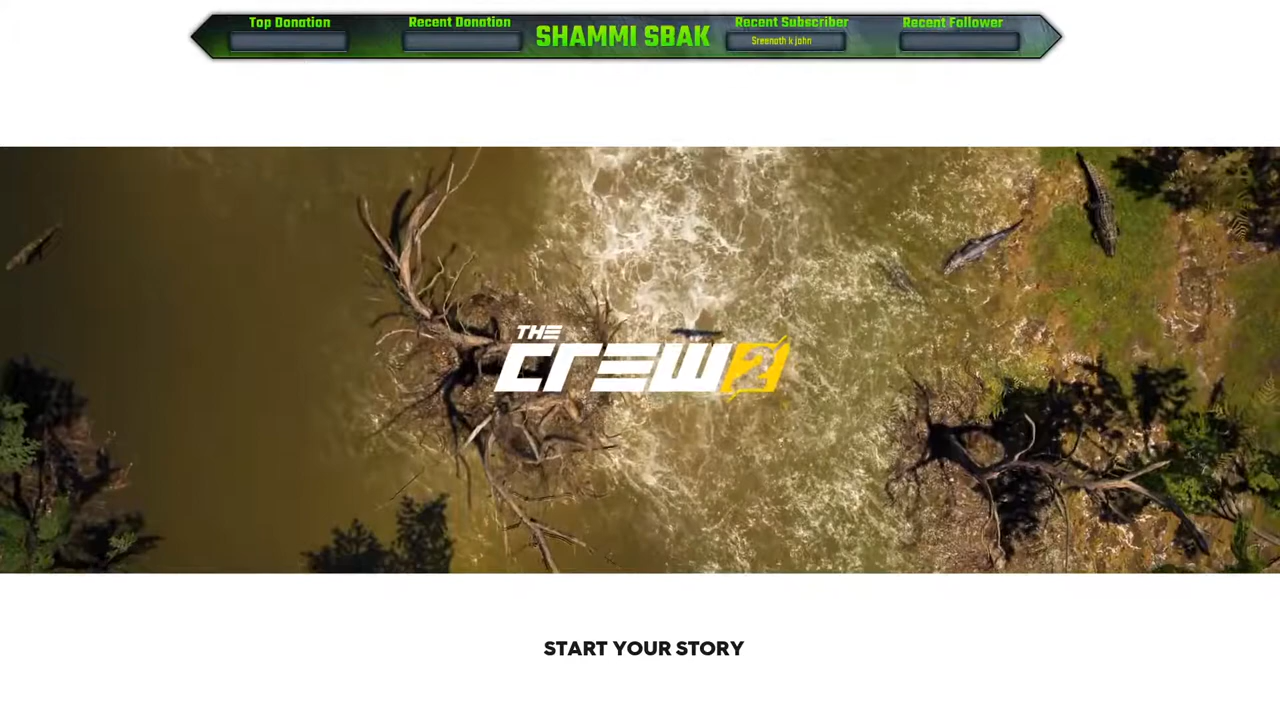 Top Donation
Recent Donation
SHAMMI SBAK
Recent Subscriber
Sreenath k john
Recent Follower
THE
CREW 2
START YOUR STORY